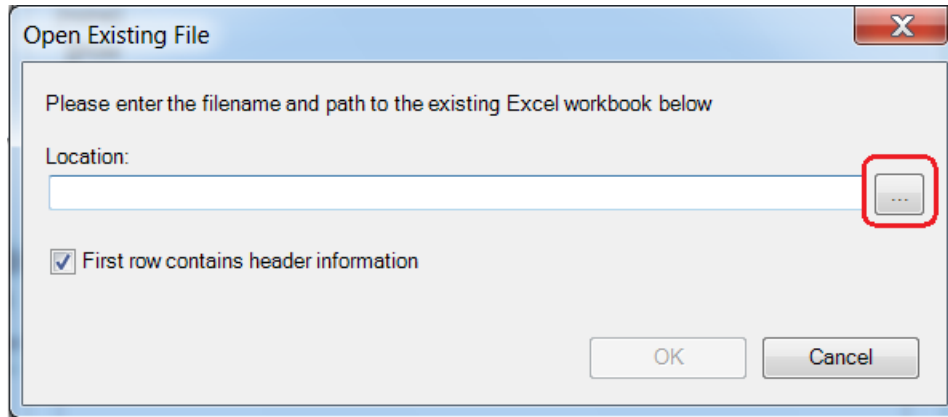 Open Existing File
X
Please enter the filename and path to the existing Excel workbook below
Location:
...
First row contains header information
OK
Cancel